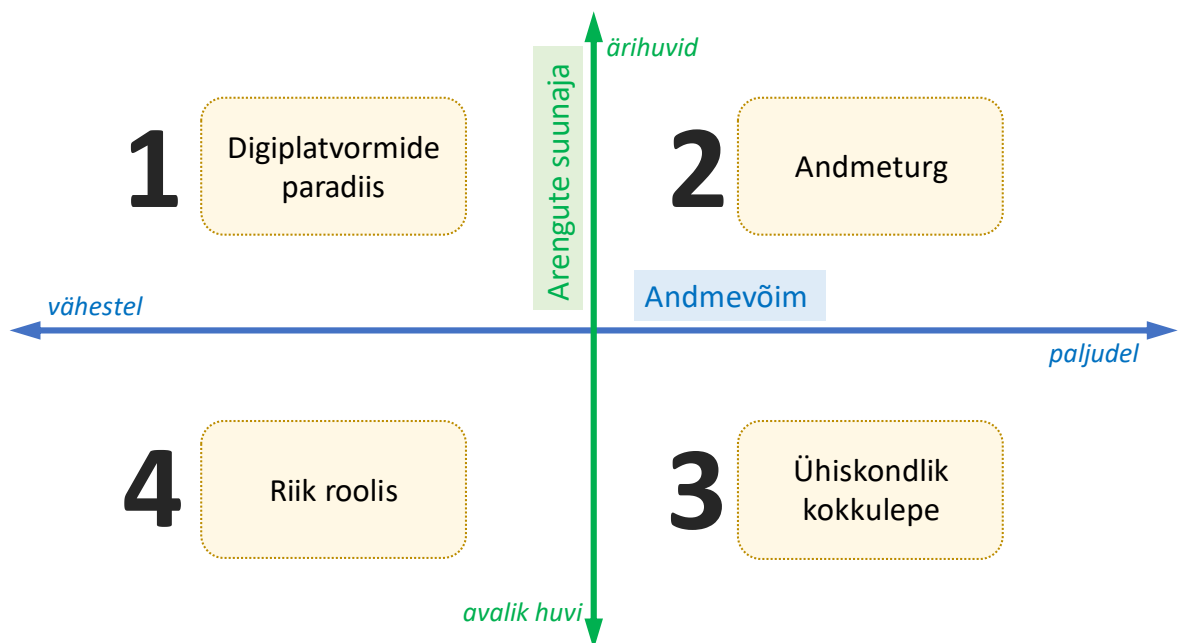 ärihuvid
Arengute suunaja
1
Digiplatvormide
paradiis
2
Andmeturg
Andmevõim
vähestel
paljudel
4
Riik roolis
3
Ühiskondlik
kokkulepe
avalik huvi